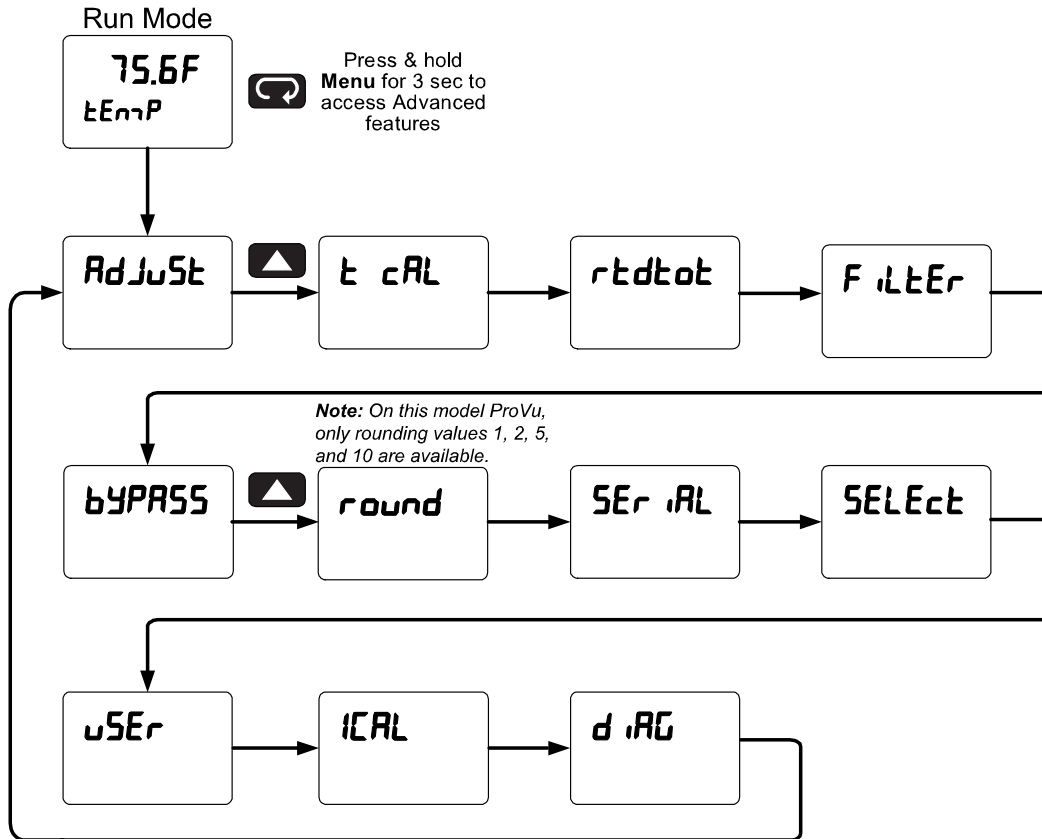 Run Mode
75.6F
tEmP
Press & hold
Menu for 3 sec to
access Advanced
features
AdJuSt
t cAL
rtdtot
FiLtEr
Note: On this model ProVu,
only rounding values 1, 2, 5,
and 10 are available.
bYPASS
round
SEriAL
SELEct
uSEr
ICAL
diAG